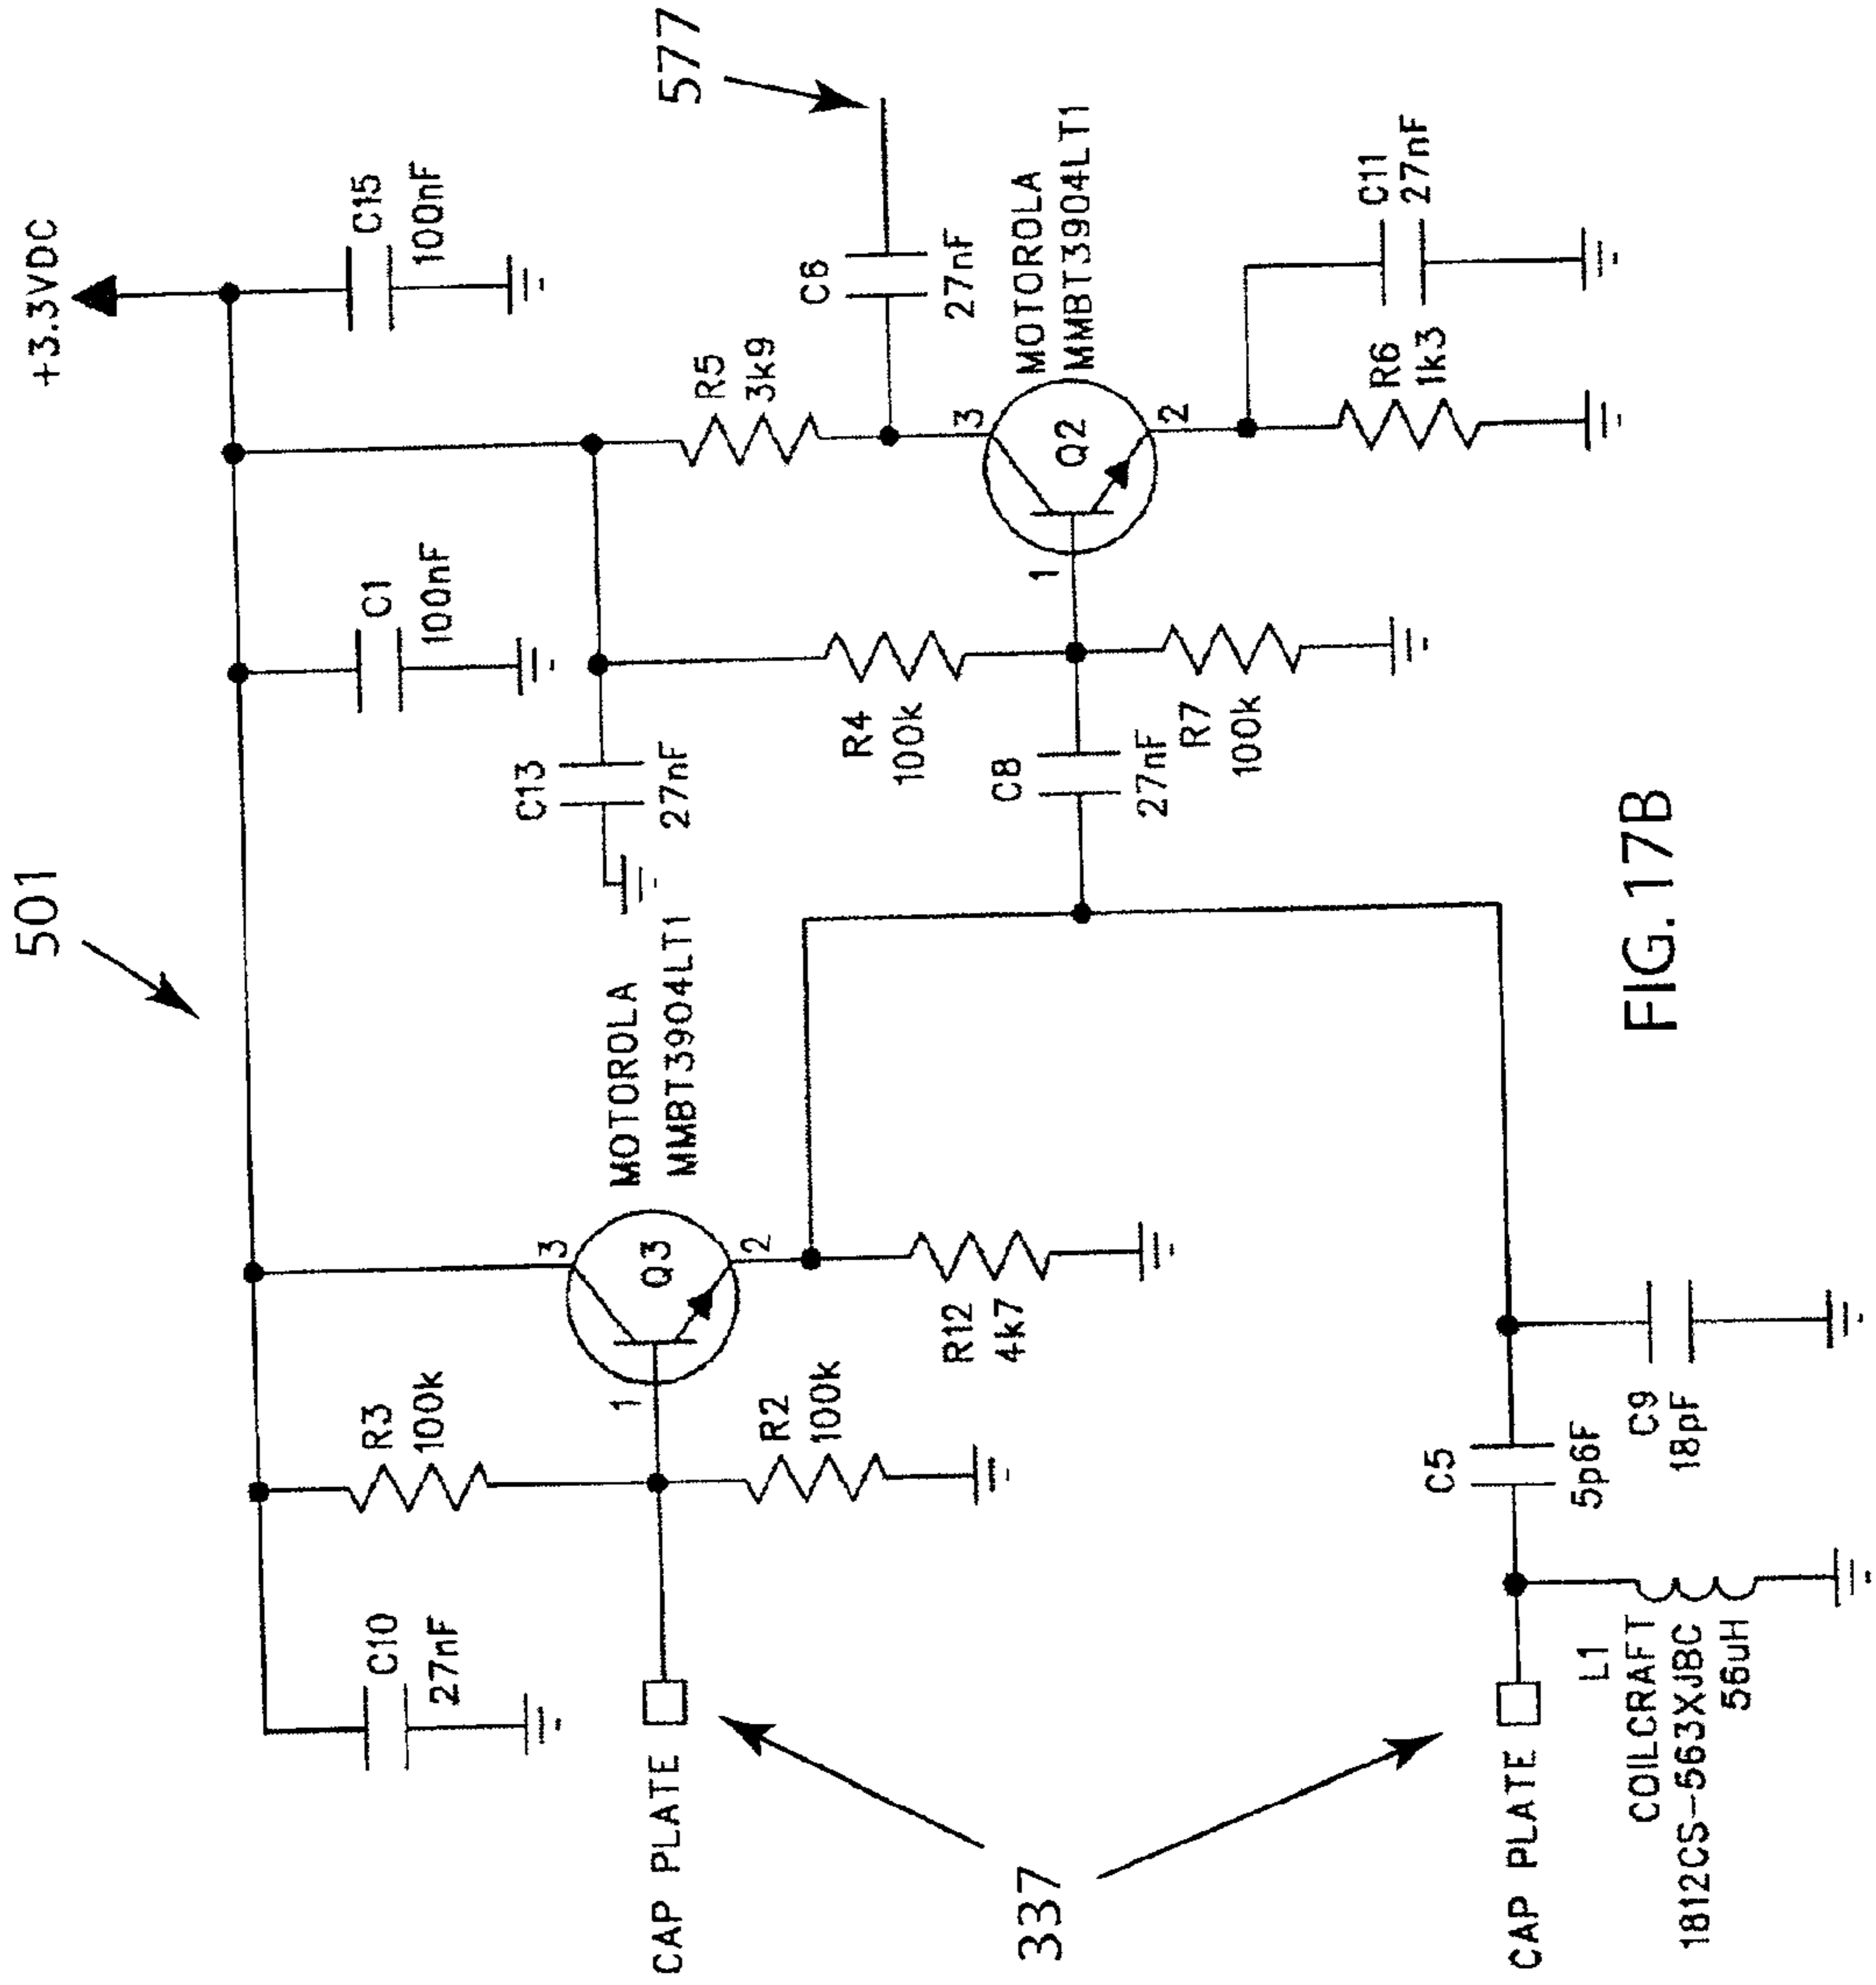 501
+3.3VDC
C15
100nF
577
C1
100nF
C13
27nF
R5
3k9
C6
27nF
MOTOROLA
MMBT3904LT1
3
Q2
1
2
R4
100k
C8
27nF
R7
100k
R6
1k3
C11
27nF
MOTOROLA
MMBT3904LT1
3
Q3
1
2
R3
100k
R2
100k
R12
4k7
C10
27nF
CAP PLATE
337
CAP PLATE
C5
5p6F
C9
18pF
L1
COILCRAFT
1812CS-563XJBC
56uH
FIG. 17B